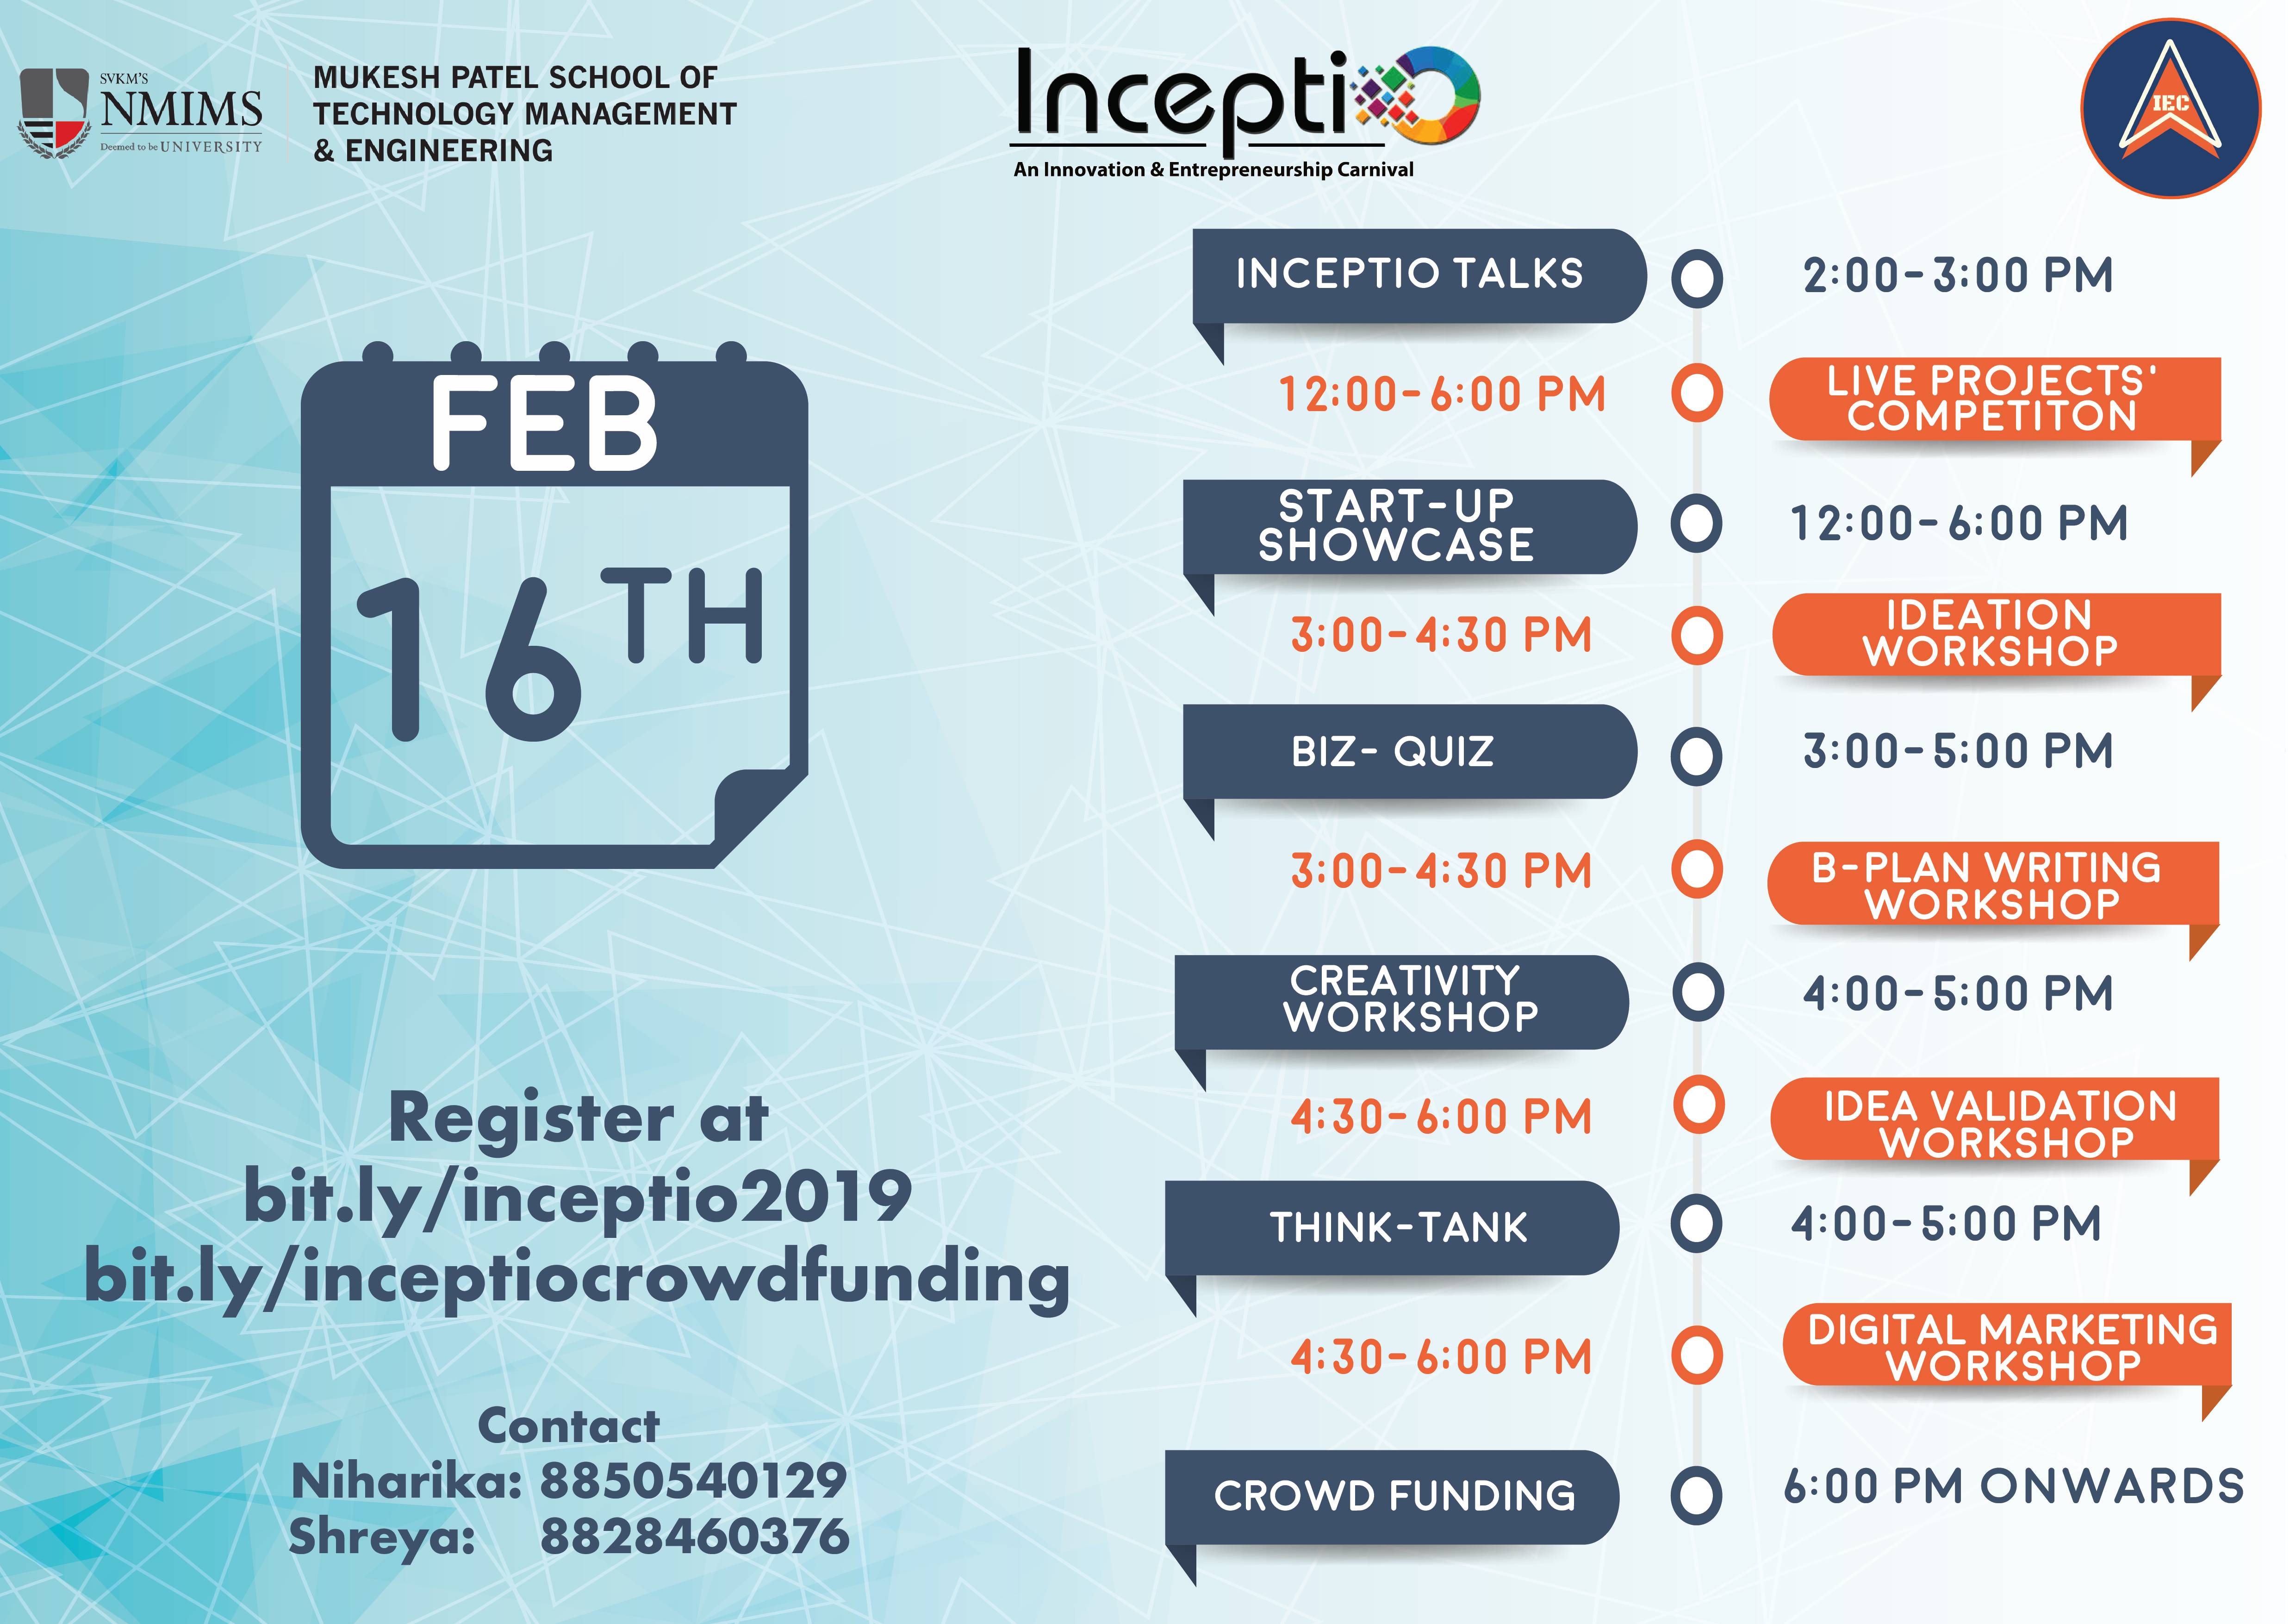 SVKM'S
NMIMS
Deemed to be UNIVERSITY
MUKESH PATEL SCHOOL OF
TECHNOLOGY MANAGEMENT
& ENGINEERING
Inceptio
An Innovation & Entrepreneurship Carnival
IEC
FEB
16TH
Register at
bit.ly/inceptio2019
bit.ly/inceptiocrowdfunding
Contact
Niharika: 8850540129
Shreya: 8828460376
INCEPTIO TALKS
2:00-3:00 PM
12:00-6:00 PM
LIVE PROJECTS'
COMPETITON
START-UP
SHOWCASE
12:00-6:00 PM
3:00-4:30 PM
IDEATION
WORKSHOP
BIZ- QUIZ
3:00-5:00 PM
3:00-4:30 PM
B-PLAN WRITING
WORKSHOP
CREATIVITY
WORKSHOP
4:00-5:00 PM
4:30-6:00 PM
IDEA VALIDATION
WORKSHOP
THINK-TANK
4:00-5:00 PM
4:30-6:00 PM
DIGITAL MARKETING
WORKSHOP
CROWD FUNDING
6:00 PM ONWARDS